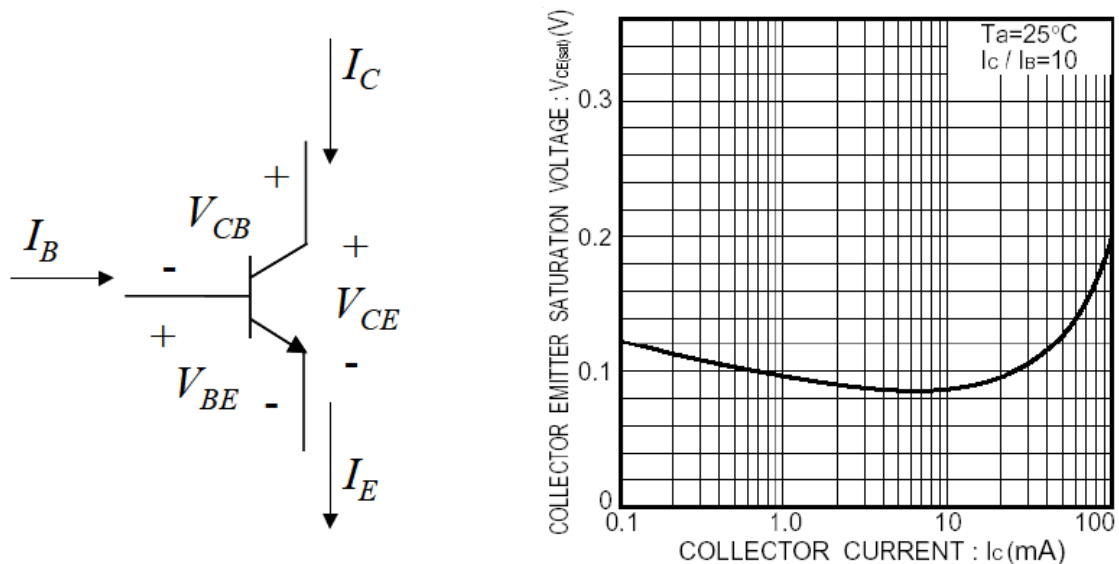 I_C
+
V_CB
I_B
-
+
V_CE
+
V_BE
-
-
I_E
COLLECTOR EMITTER SATURATION VOLTAGE : VCE(sat) (V)
Ta=25°C
IC / IB=10
0.3
0.2
0.1
0
0.1
1.0
10
100
COLLECTOR CURRENT : IC (mA)